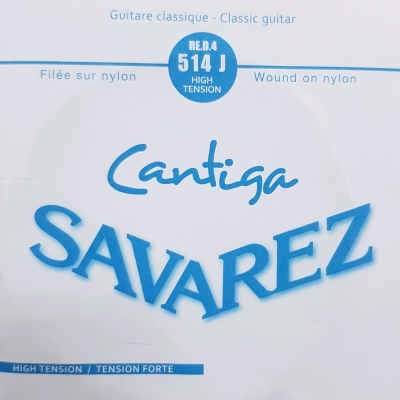 Guitare classique - Classic guitar
RE.D.4
Filée sur nylon
514 J
Wound on nylon
HIGH
TENSION
Cantiga
SAVAREZ
HIGH TENSION / TENSION FORTE